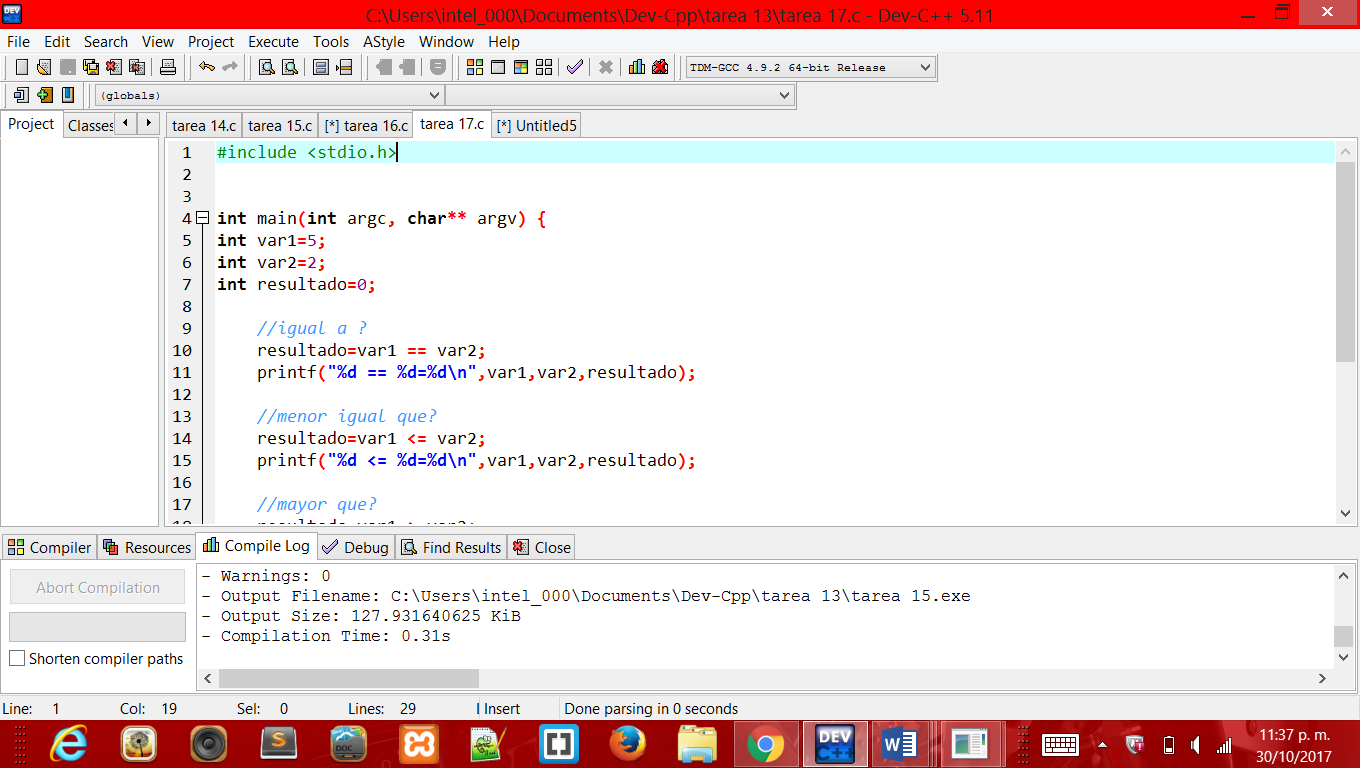 DEV
C:\Users\intel_000\Documents\Dev-Cpp\tarea 13\tarea 17.c - Dev-C++ 5.11
File Edit Search View Project Execute Tools AStyle Window Help
TDM-GCC 4.9.2 64-bit Release
(globals)
Project Classes tarea 14.c tarea 15.c [*] tarea 16.c tarea 17.c [*] Untitled5
1 #include <stdio.h>
2
3
4 int main(int argc, char** argv) {
5 int var1=5;
6 int var2=2;
7 int resultado=0;
8
9 //igual a ?
10 resultado=var1 == var2;
11 printf("%d == %d=%d\n",var1,var2,resultado);
12
13 //menor igual que?
14 resultado=var1 <= var2;
15 printf("%d <= %d=%d\n",var1,var2,resultado);
16
17 //mayor que?
Compiler Resources Compile Log Debug Find Results Close
Abort Compilation
Shorten compiler paths
- Warnings: 0
- Output Filename: C:\Users\intel_000\Documents\Dev-Cpp\tarea 13\tarea 15.exe
- Output Size: 127.931640625 KiB
- Compilation Time: 0.31s
Line: 1 Col: 19 Sel: 0 Lines: 29 Insert Done parsing in 0 seconds
DOC
DEV
C++
11:37 p. m.
30/10/2017